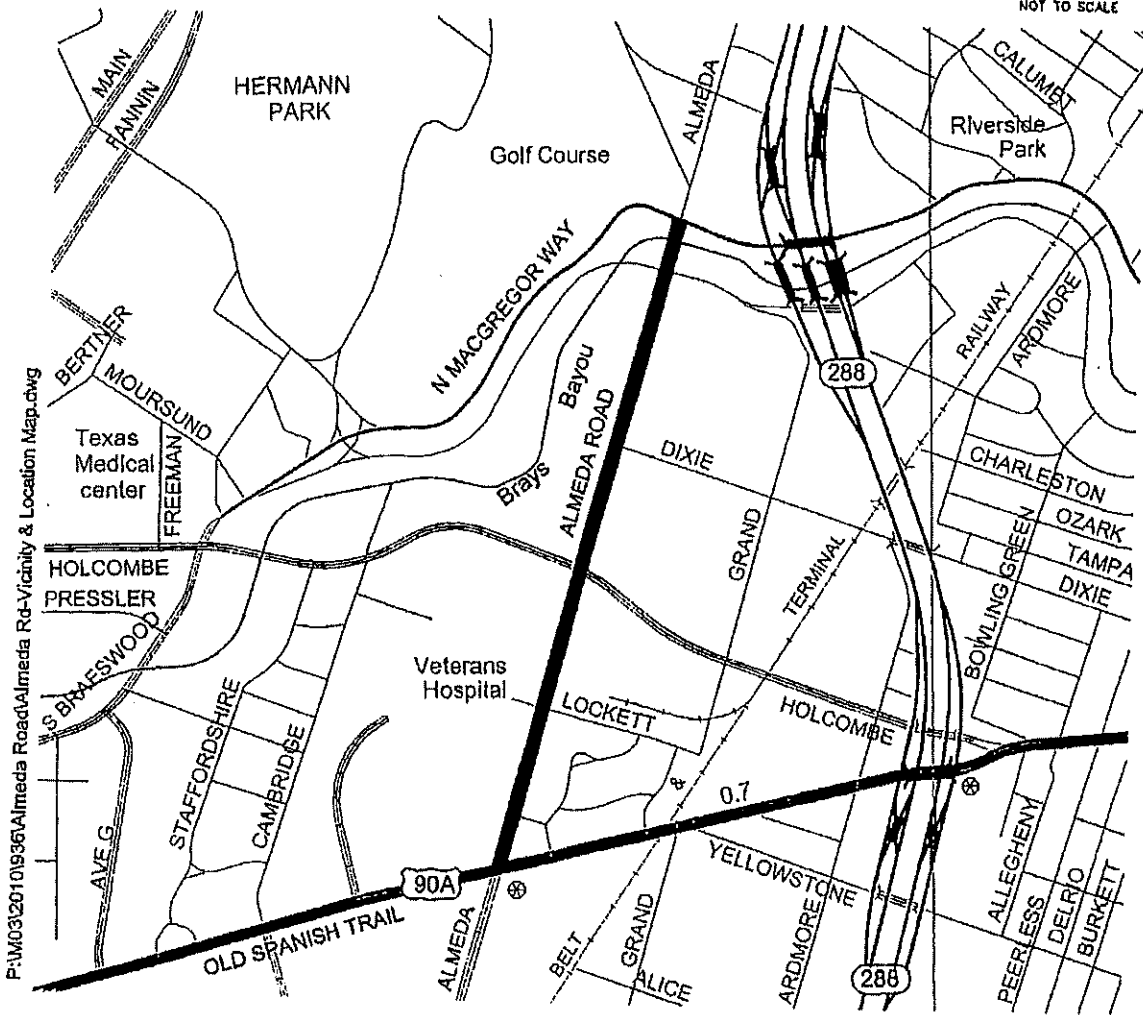 NOT TO SCALE
MAIN
FANNIN
HERMANN
PARK
Golf Course
ALMEDA
CALUMET
Riverside
Park
N MACGREGOR WAY
BERTNER
MOURSUND
Texas
Medical
center
FREEMAN
Brays
Bayou
ALMEDA ROAD
DIXIE
GRAND
288
RAILWAY
ARDMORE
TERMINAL
CHARLESTON
OZARK
TAMPA
DIXIE
BOWLING GREEN
HOLCOMBE
PRESSLER
S BRAESWOOD
STAFFORDSHIRE
CAMBRIDGE
AVE G
Veterans
Hospital
LOCKETT
HOLCOMBE
&
0.7
YELLOWSTONE
90A
OLD SPANISH TRAIL
ALMEDA
BELT
GRAND
ALICE
ARDMORE
288
ALLEGHENY
PEERLESS
DELRIO
BURKETT
P:\M03\2010\936\Almeda Road\Almeda Rd-Vicinity & Location Map.dwg